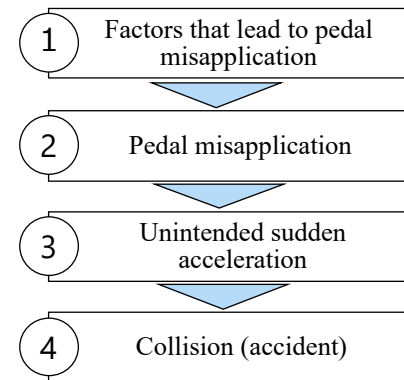 1
Factors that lead to pedal
misapplication
2
Pedal misapplication
3
Unintended sudden
acceleration
4
Collision (accident)